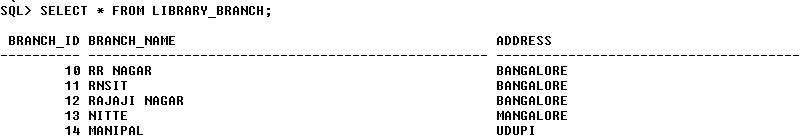 SQL> SELECT * FROM LIBRARY_BRANCH;
BRANCH_ID BRANCH_NAME ADDRESS
---------- -------------------------------------------------- --------------------------------------
10 RR NAGAR BANGALORE
11 RNSIT BANGALORE
12 RAJAJI NAGAR BANGALORE
13 NITTE MANGALORE
14 MANIPAL UDUPI